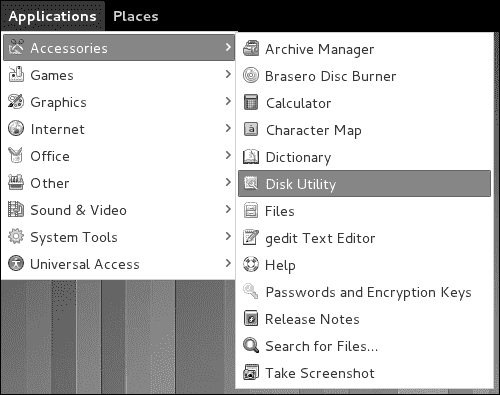 Applications Places
Accessories
Games
Graphics
Internet
Office
Other
Sound & Video
System Tools
Universal Access
Archive Manager
Brasero Disc Burner
Calculator
Character Map
Dictionary
Disk Utility
Files
gedit Text Editor
Help
Passwords and Encryption Keys
Release Notes
Search for Files...
Take Screenshot